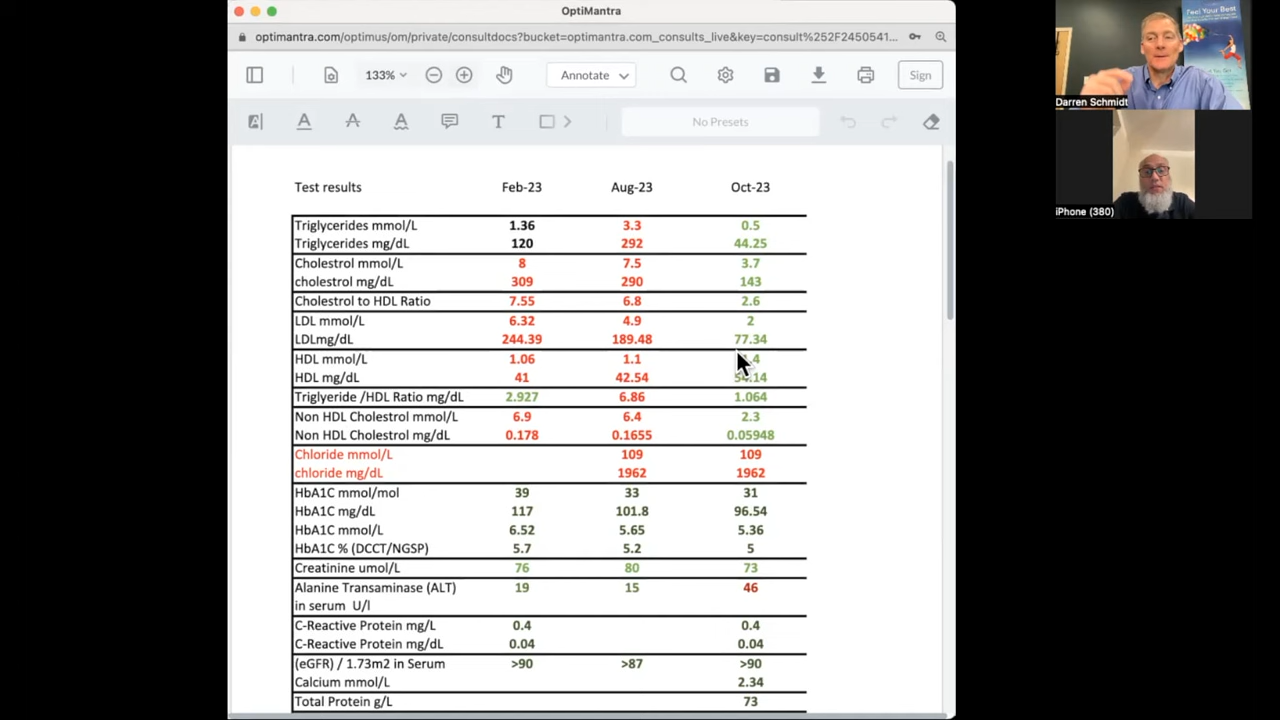 OptiMantra
optimantra.com/optimus/om/private/consultdocs?bucket=optimantra.com_consults_live&key=consult%252F2450541...
133%
Annotate
Sign
No Presets
Test results Feb-23 Aug-23 Oct-23
Triglycerides mmol/L 1.36 3.3 0.5
Triglycerides mg/dL 120 292 44.25
Cholestrol mmol/L 8 7.5 3.7
cholestrol mg/dL 309 290 143
Cholestrol to HDL Ratio 7.55 6.8 2.6
LDL mmol/L 6.32 4.9 2
LDLmg/dL 244.39 189.48 77.34
HDL mmol/L 1.06 1.1
HDL mg/dL 41 42.54
Triglyeride /HDL Ratio mg/dL 2.927 6.86 1.064
Non HDL Cholestrol mmol/L 6.9 6.4 2.3
Non HDL Cholestrol mg/dL 0.178 0.1655 0.05948
Chloride mmol/L 109 109
chloride mg/dL 1962 1962
HbA1C mmol/mol 39 33 31
HbA1C mg/dL 117 101.8 96.54
HbA1C mmol/L 6.52 5.65 5.36
HbA1C % (DCCT/NGSP) 5.7 5.2 5
Creatinine umol/L 76 80 73
Alanine Transaminase (ALT) 19 15 46
in serum U/l
C-Reactive Protein mg/L 0.4 0.4
C-Reactive Protein mg/dL 0.04 0.04
(eGFR) / 1.73m2 in Serum >90 >87 >90
Calcium mmol/L 2.34
Total Protein g/L 73
Feel Your Best
Darren Schmidt
iPhone (380)